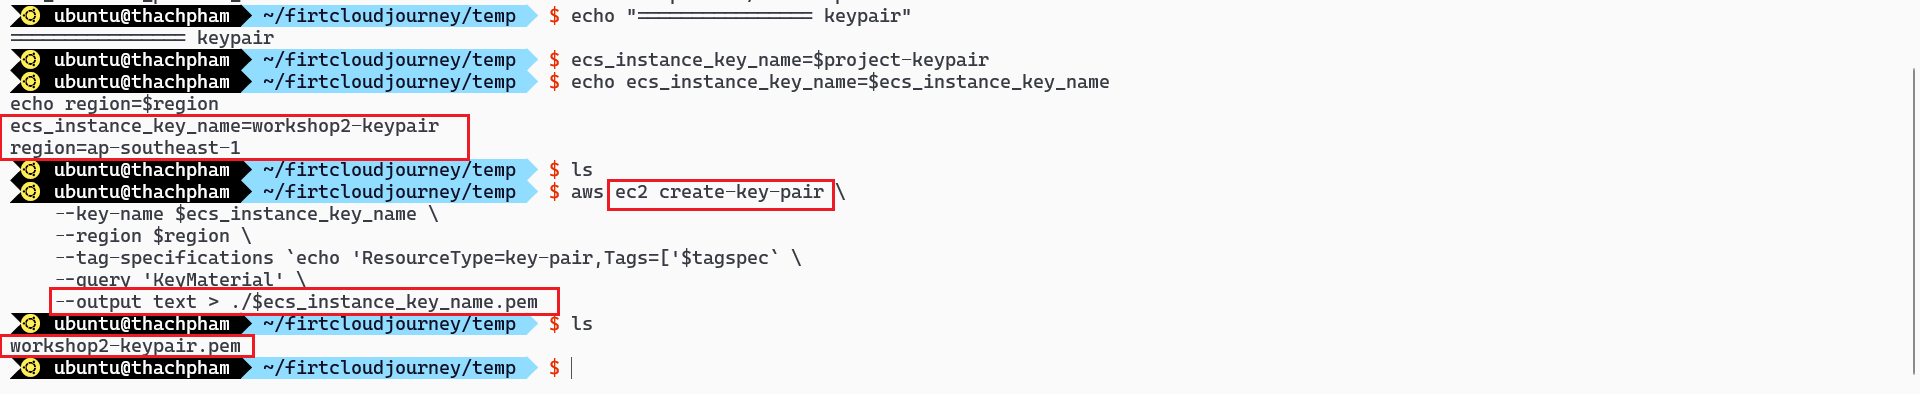 ubuntu@thachpham ~/firtcloudjourney/temp $ echo "================ keypair"
================ keypair
ubuntu@thachpham ~/firtcloudjourney/temp $ ecs_instance_key_name=$project-keypair
ubuntu@thachpham ~/firtcloudjourney/temp $ echo ecs_instance_key_name=$ecs_instance_key_name
echo region=$region
ecs_instance_key_name=workshop2-keypair
region=ap-southeast-1
ubuntu@thachpham ~/firtcloudjourney/temp $ ls
ubuntu@thachpham ~/firtcloudjourney/temp $ aws ec2 create-key-pair \
--key-name $ecs_instance_key_name \
--region $region \
--tag-specifications `echo 'ResourceType=key-pair,Tags=['$tagspec` \
--query 'KeyMaterial' \
--output text > ./$ecs_instance_key_name.pem
ubuntu@thachpham ~/firtcloudjourney/temp $ ls
workshop2-keypair.pem
ubuntu@thachpham ~/firtcloudjourney/temp $